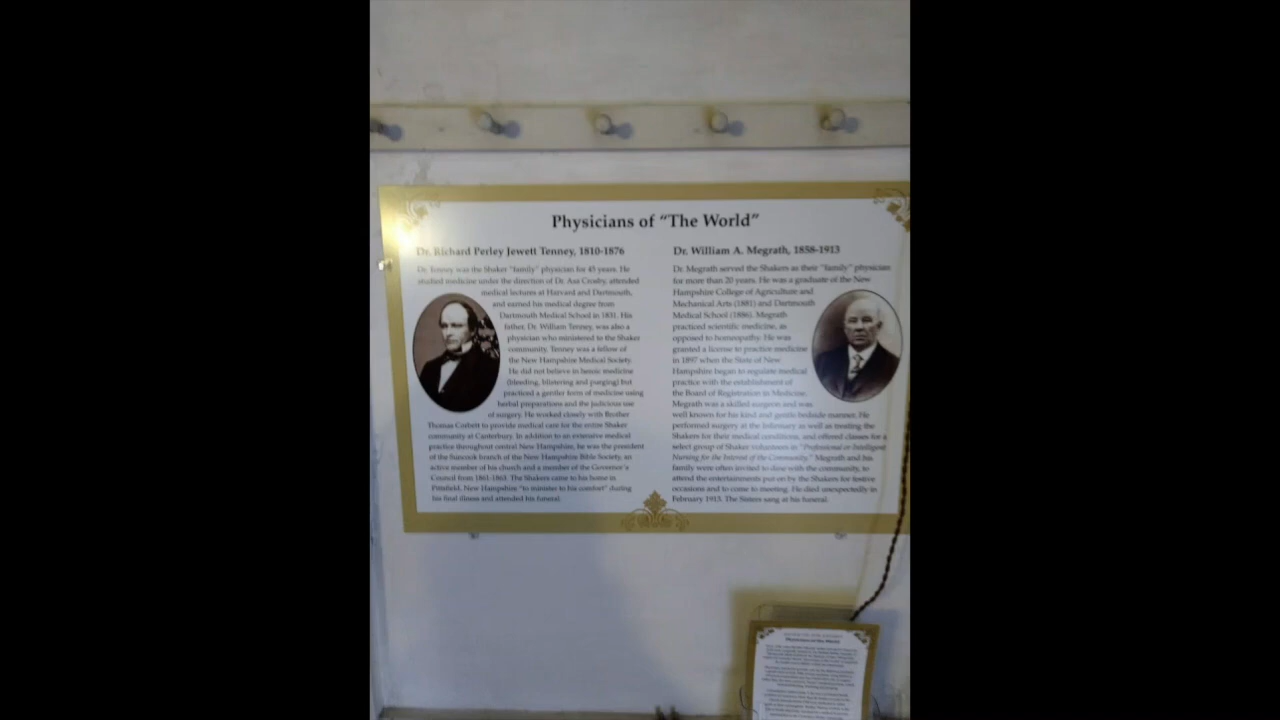 Physicians of "The World"
Dr. Richard Perley Jewett Tenney, 1810-1876
Dr. Tenney was the Shaker "family" physician for 45 years. He
studied medicine under the direction of Dr. Asa Crosby, attended
medical lectures at Harvard and Dartmouth,
and earned his medical degree from
Dartmouth Medical School in 1831. His
father, Dr. William Tenney, was also a
physician who ministered to the Shaker
community. Tenney was a fellow of
the New Hampshire Medical Society.
He did not believe in heroic medicine
(bleeding, blistering and purging) but
practiced a gentler form of medicine using
herbal preparations and the judicious use
of surgery. He worked closely with Brother
Thomas Corbett to provide medical care for the entire Shaker
community at Canterbury. In addition to an extensive medical
practice throughout central New Hampshire, he was the president
of the Suncook branch of the New Hampshire Bible Society, an
active member of his church and a member of the Governor's
Council from 1861-1863. The Shakers came to his home in
Pittsfield, New Hampshire "to minister to his comfort" during
his final illness and attended his funeral.
Dr. William A. Megrath, 1858-1913
Dr. Megrath served the Shakers as their "family" physician
for more than 20 years. He was a graduate of the New
Hampshire College of Agriculture and
Mechanical Arts (1881) and Dartmouth
Medical School (1886). Megrath
practiced scientific medicine, as
opposed to homeopathy. He was
granted a license to practice medicine
in 1897 when the State of New
Hampshire began to regulate medical
practice with the establishment of
the Board of Registration in Medicine.
Megrath was a skilled surgeon and was
well known for his kind and gentle bedside manner. He
performed surgery at the Infirmary as well as treating the
Shakers for their medical conditions, and offered classes for a
select group of Shaker volunteers in "Professional or Intelligent
Nursing for the Interest of the Community." Megrath and his
family were often invited to dine with the community, to
attend the entertainments put on by the Shakers for festive
occasions and to come to meeting. He died unexpectedly in
February 1913. The Sisters sang at his funeral.
Physicians of the World